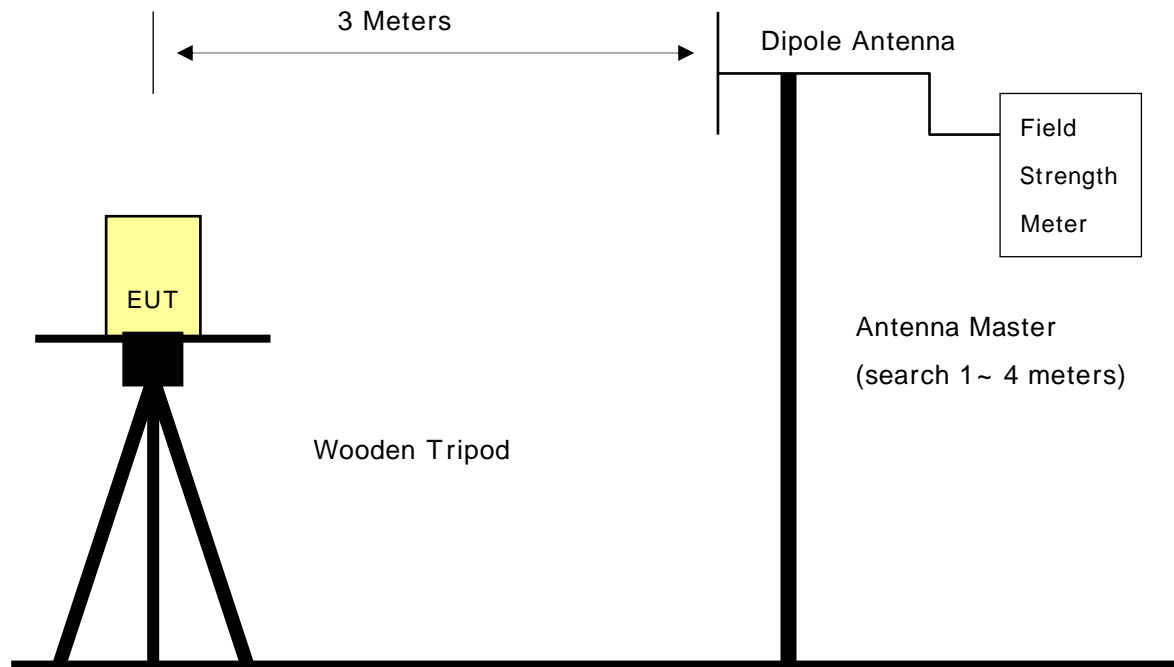 3 Meters
Dipole Antenna
Field
Strength
Meter
EUT
Antenna Master
(search 1~ 4 meters)
Wooden Tripod